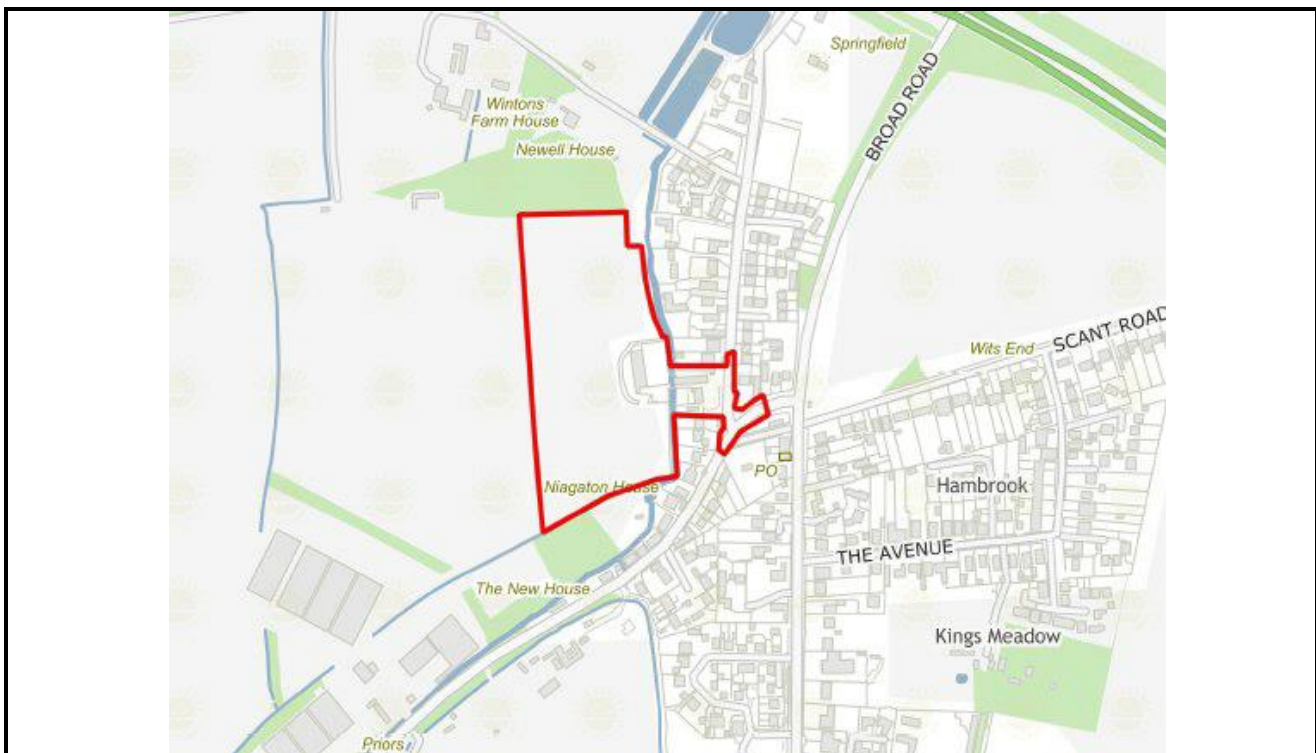 Springfield
BROAD ROAD
Wintons
Farm House
Newell House
Wits End
SCANT ROAD
PO
Niagaton House
Hambrook
THE AVENUE
The New House
Kings Meadow
Priors